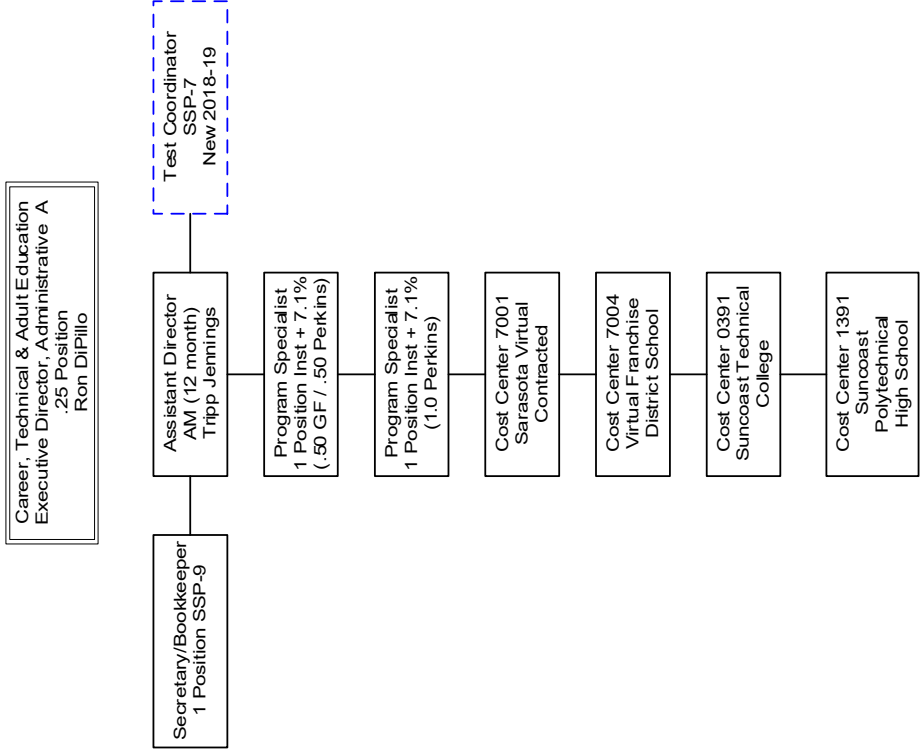 Career, Technical & Adult Education
Executive Director, Administrative A
.25 Position
Ron DiPillo
Secretary/Bookkeeper
1 Position SSP-9
Assistant Director
AM (12 month)
Tripp Jennings
Test Coordinator
SSP-7
New 2018-19
Program Specialist
1 Position Inst + 7.1%
(.50 GF / .50 Perkins)
Program Specialist
1 Position Inst + 7.1%
(1.0 Perkins)
Cost Center 7001
Sarasota Virtual
Contracted
Cost Center 7004
Virtual Franchise
District School
Cost Center 0391
Suncoast Technical
College
Cost Center 1391
Suncoast
Polytechnical
High School